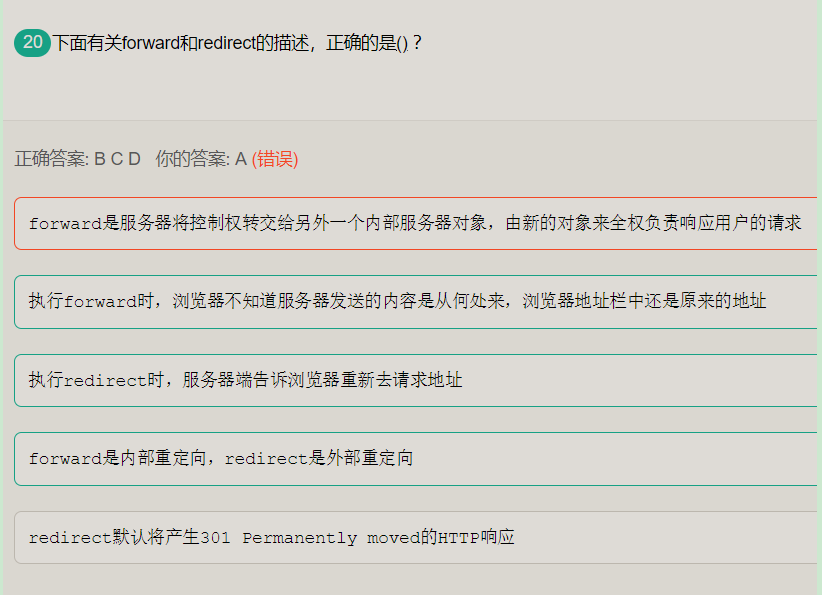 20 下面有关forward和redirect的描述，正确的是()？
正确答案: B C D 你的答案: A (错误)
forward是服务器将控制权转交给另外一个内部服务器对象，由新的对象来全权负责响应用户的请求
执行forward时，浏览器不知道服务器发送的内容是从何处来，浏览器地址栏中还是原来的地址
执行redirect时，服务器端告诉浏览器重新去请求地址
forward是内部重定向，redirect是外部重定向
redirect默认将产生301 Permanently moved的HTTP响应